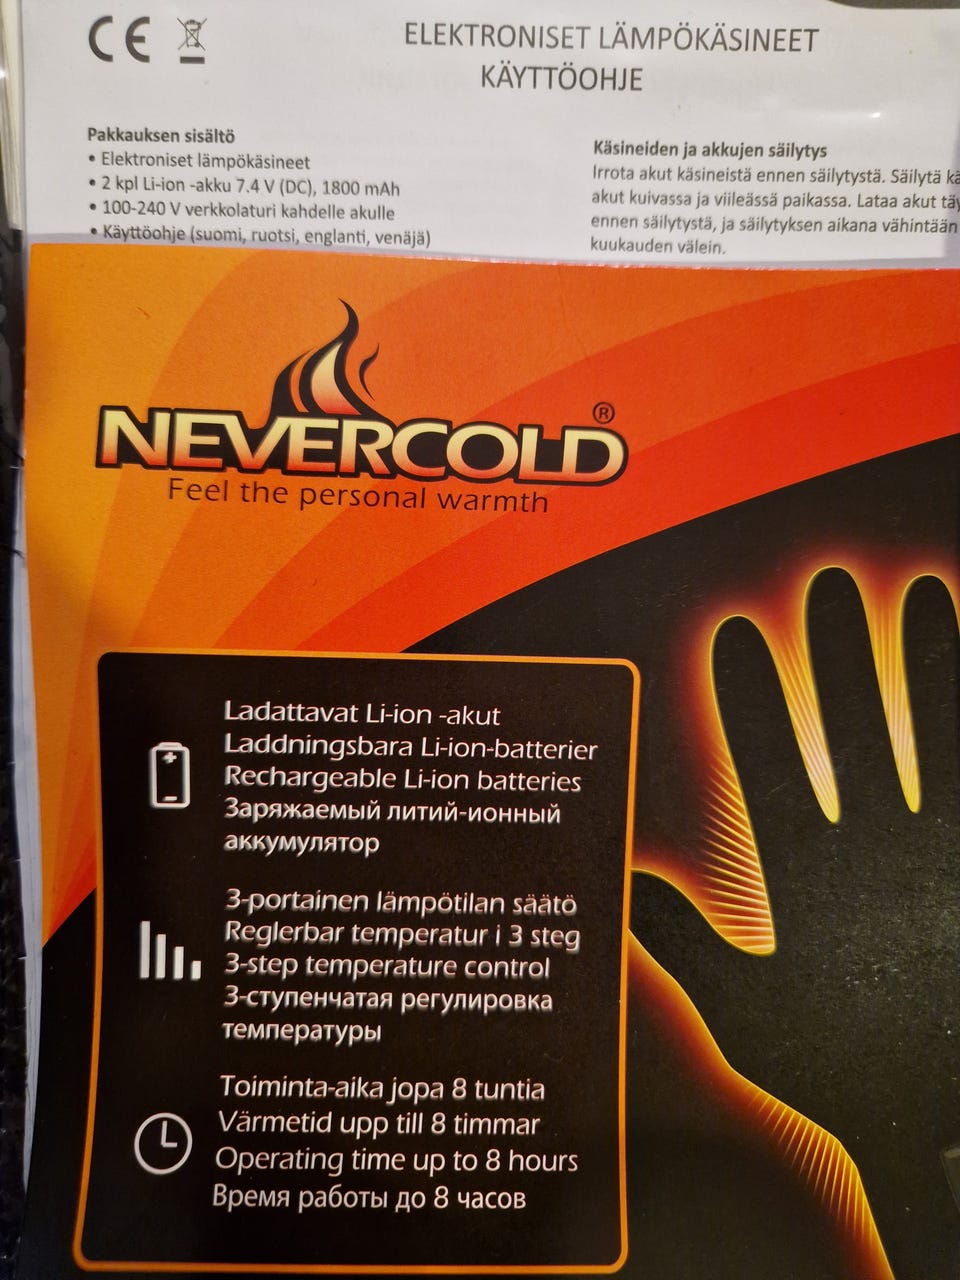 CE
ELEKTRONISET LÄMPÖKÄSINEET
KÄYTTÖOHJE
Pakkauksen sisältö
• Elektroniset lämpökäsineet
• 2 kpl Li-ion -akku 7.4 V (DC), 1800 mAh
• 100-240 V verkkolaturi kahdelle akulle
• Käyttöohje (suomi, ruotsi, englanti, venäjä)
Käsineiden ja akkujen säilytys
Irrota akut käsineistä ennen säilytystä. Säilytä kä
akut kuivassa ja viileässä paikassa. Lataa akut täy
ennen säilytystä, ja säilytyksen aikana vähintään
kuukauden välein.
NEVERCOLD®
Feel the personal warmth
Ladattavat Li-ion -akut
Laddningsbara Li-ion-batterier
Rechargeable Li-ion batteries
Заряжаемый литий-ионный
аккумулятор
3-portainen lämpötilan säätö
Reglerbar temperatur i 3 steg
3-step temperature control
3-ступенчатая регулировка
температуры
Toiminta-aika jopa 8 tuntia
Värmetid upp till 8 timmar
Operating time up to 8 hours
Время работы до 8 часов